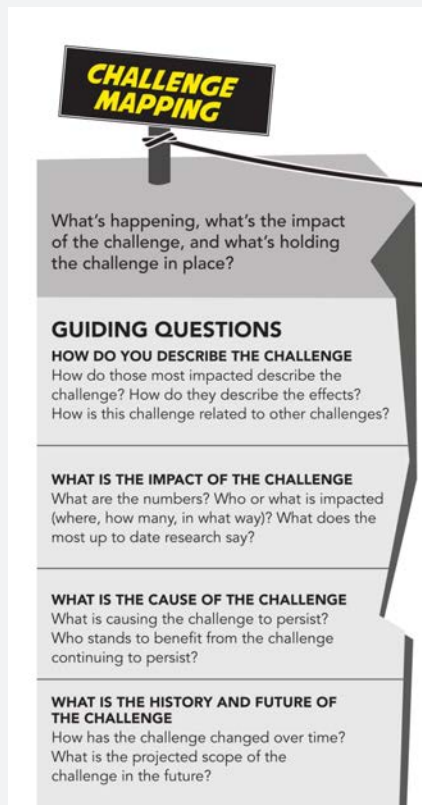 CHALLENGE
MAPPING
What's happening, what's the impact
of the challenge, and what's holding
the challenge in place?
GUIDING QUESTIONS
HOW DO YOU DESCRIBE THE CHALLENGE
How do those most impacted describe the
challenge? How do they describe the effects?
How is this challenge related to other challenges?
WHAT IS THE IMPACT OF THE CHALLENGE
What are the numbers? Who or what is impacted
(where, how many, in what way)? What does the
most up to date research say?
WHAT IS THE CAUSE OF THE CHALLENGE
What is causing the challenge to persist?
Who stands to benefit from the challenge
continuing to persist?
WHAT IS THE HISTORY AND FUTURE OF
THE CHALLENGE
How has the challenge changed over time?
What is the projected scope of the
challenge in the future?